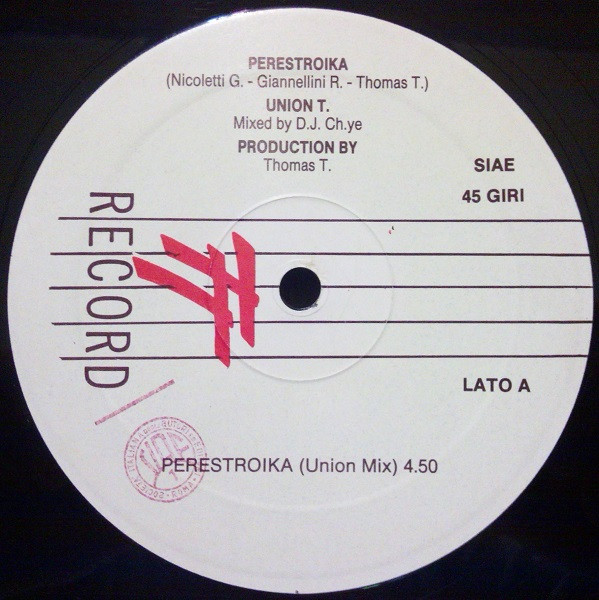 PERESTROIKA
(Nicoletti G. - Giannellini R. - Thomas T.)
UNION T.
Mixed by D.J. Ch.ye
PRODUCTION BY
Thomas T.
SIAE
45 GIRI
RECORD
LATO A
PERESTROIKA (Union Mix) 4.50